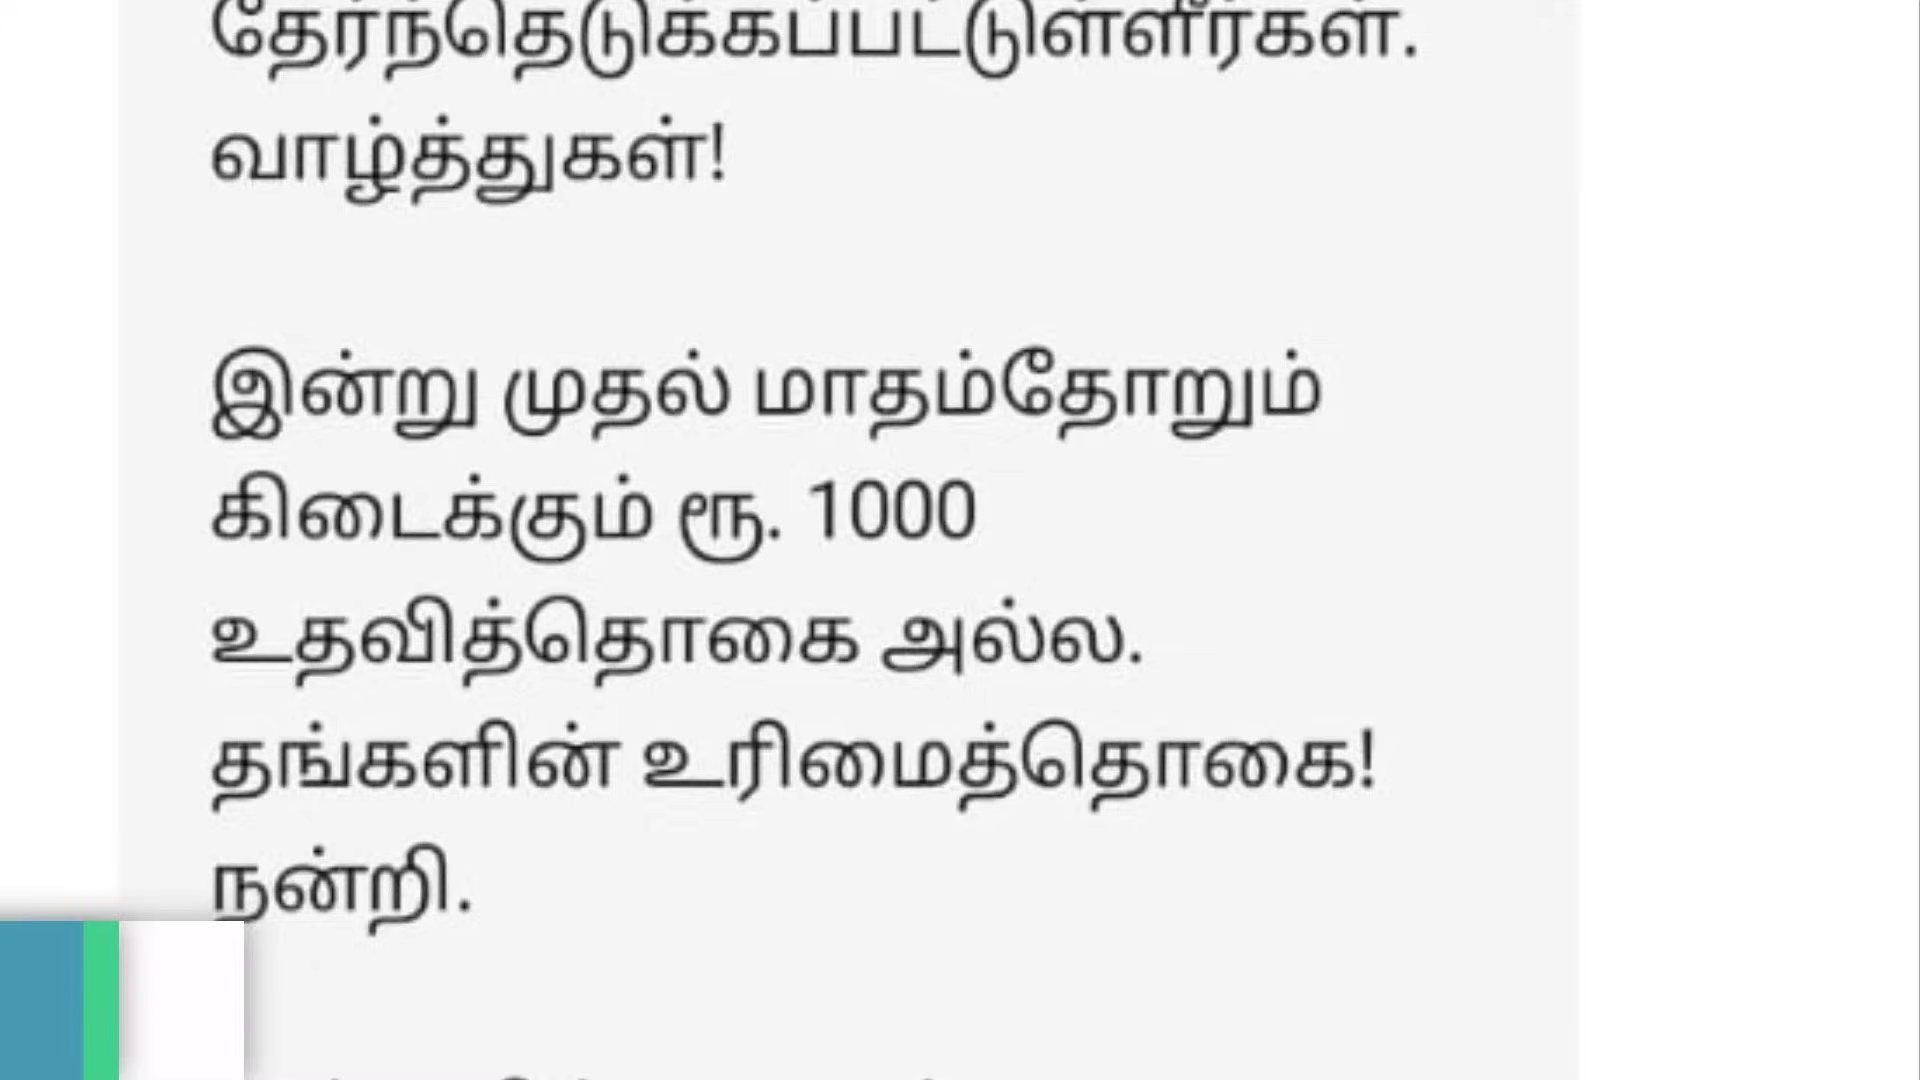 தேர்ந்தெடுக்கப்பட்டுள்ளீர்கள்.
வாழ்த்துகள்!
இன்று முதல் மாதம்தோறும்
கிடைக்கும் ரூ. 1000
உதவித்தொகை அல்ல.
தங்களின் உரிமைத்தொகை!
நன்றி.